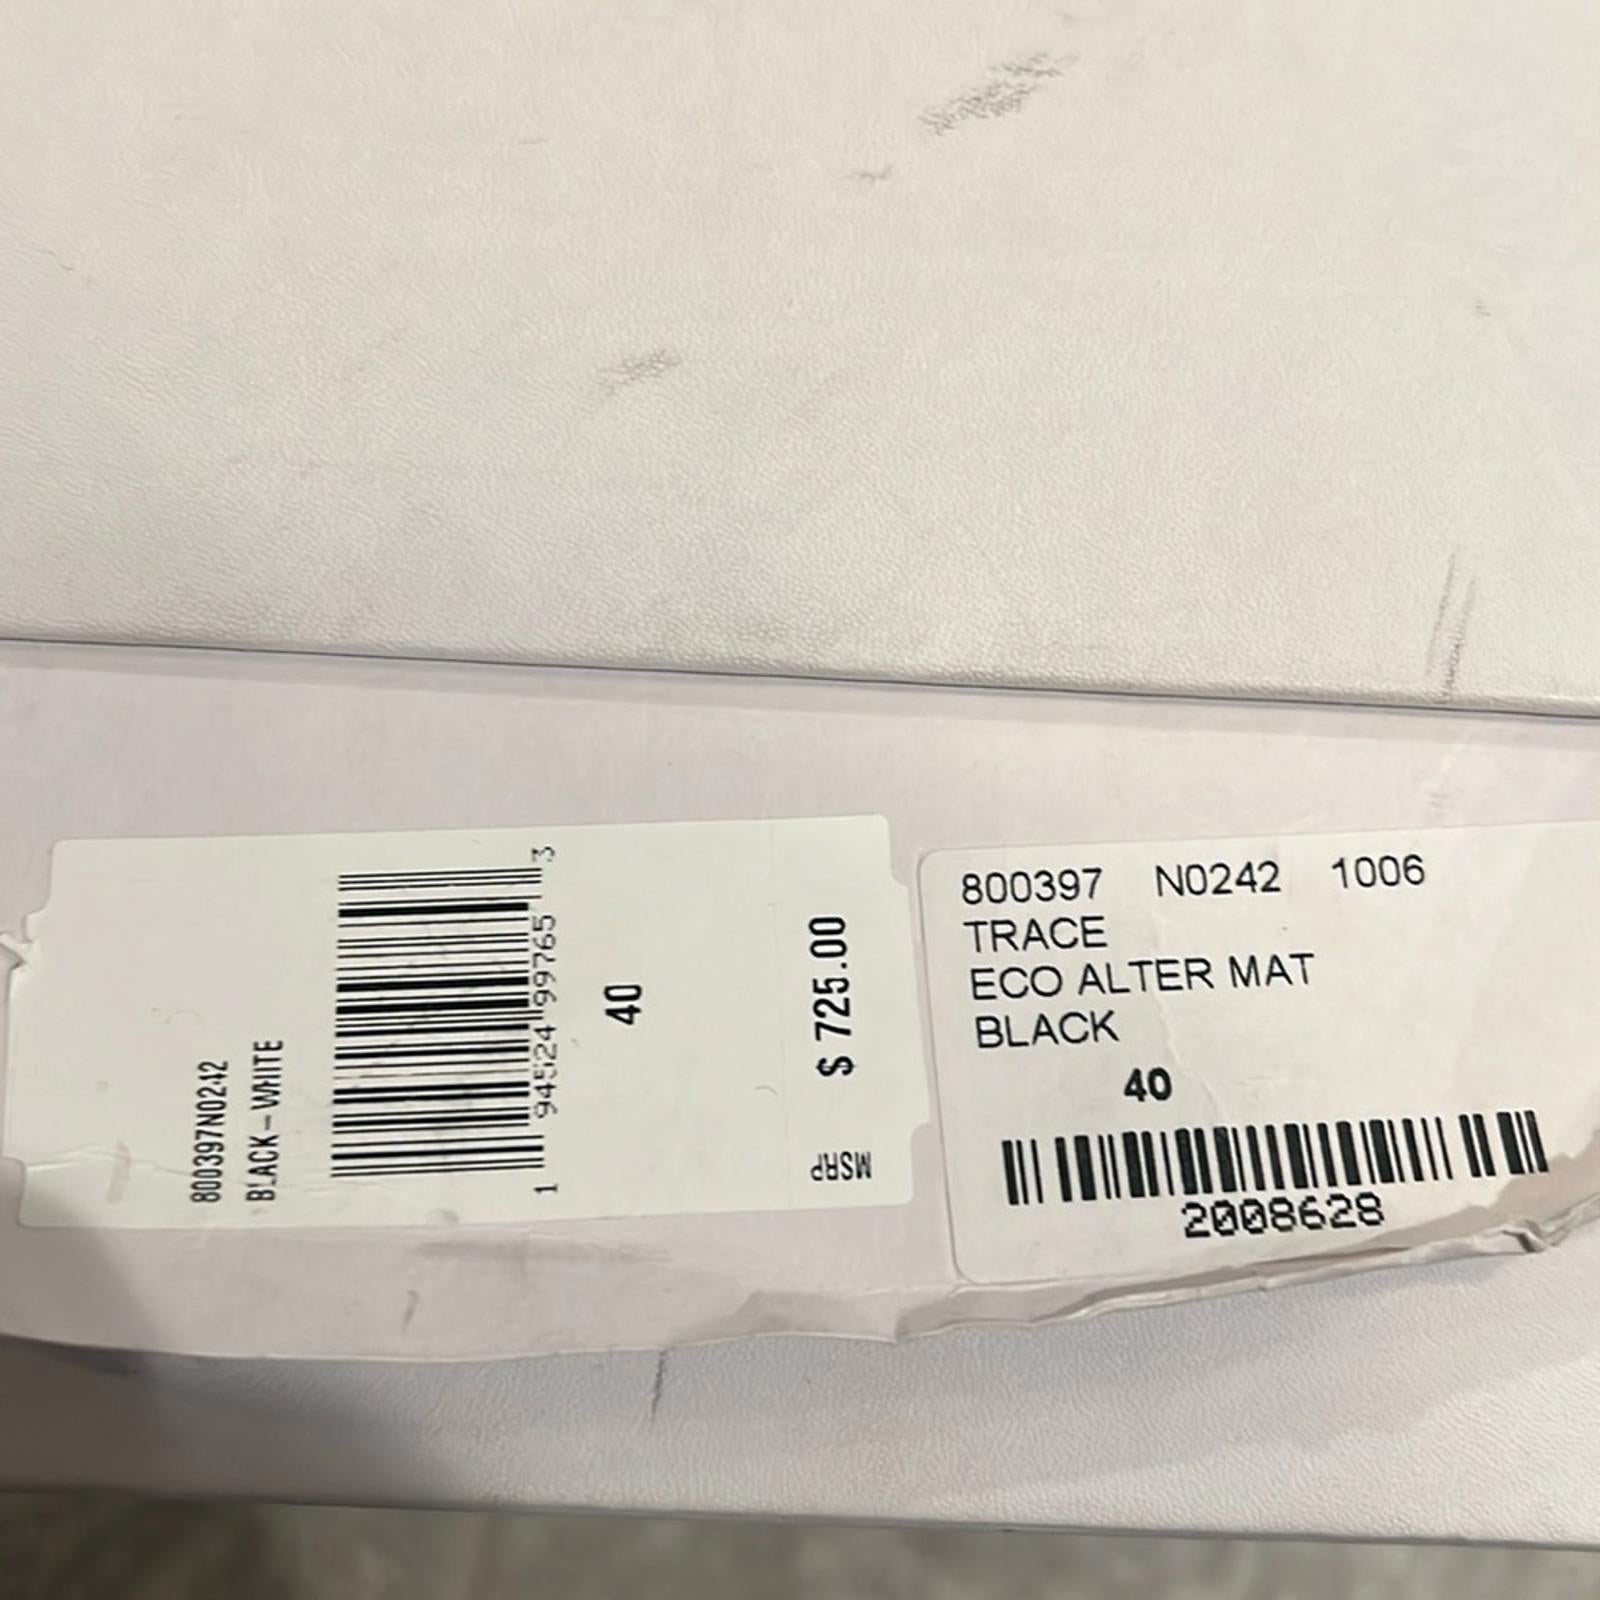 800397N0242
BLACK-WHITE
1 94524 99765 3
40
MSRP $ 725.00
800397 N0242 1006
TRACE
ECO ALTER MAT
BLACK
40
2008628